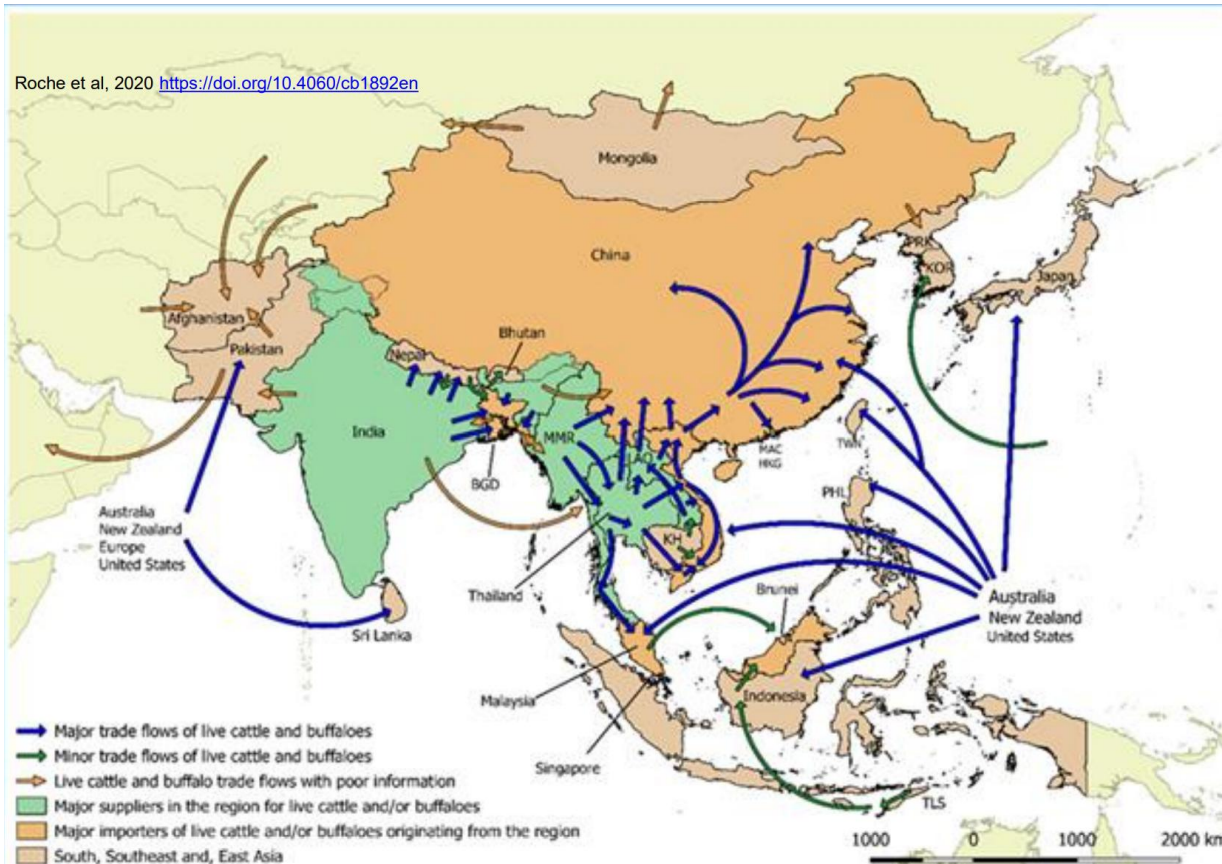 Roche et al, 2020 https://doi.org/10.4060/cb1892en
Mongolia
China
PRK
KOR
Japan
Afghanistan
Pakistan
Nepal
Bhutan
India
MMR
LAO
BGD
MAC
HKG
TWN
PHL
KH
Australia
New Zealand
Europe
United States
Thailand
Brunei
Sri Lanka
Australia
New Zealand
United States
Malaysia
Indonesia
Singapore
TLS
Major trade flows of live cattle and buffaloes
Minor trade flows of live cattle and buffaloes
Live cattle and buffalo trade flows with poor information
Major suppliers in the region for live cattle and/or buffaloes
Major importers of live cattle and/or buffaloes originating from the region
South, Southeast and, East Asia
1000 0 1000 2000 km